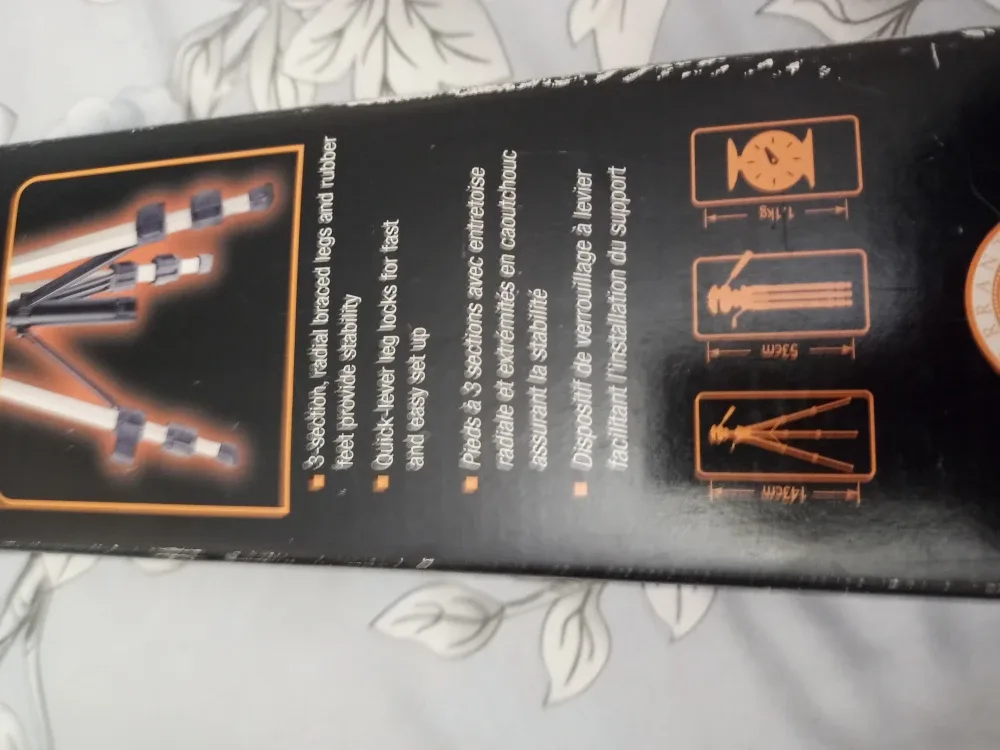 3-section, radial braced legs and rubber
feet provide stability
Quick-lever leg locks for fast
and easy set up
Pieds à 3 sections avec entretoise
radiale et extrémités en caoutchouc
assurant la stabilité
Dispositif de verrouillage à levier
facilitant l'installation du support
143cm
53cm
1.1kg